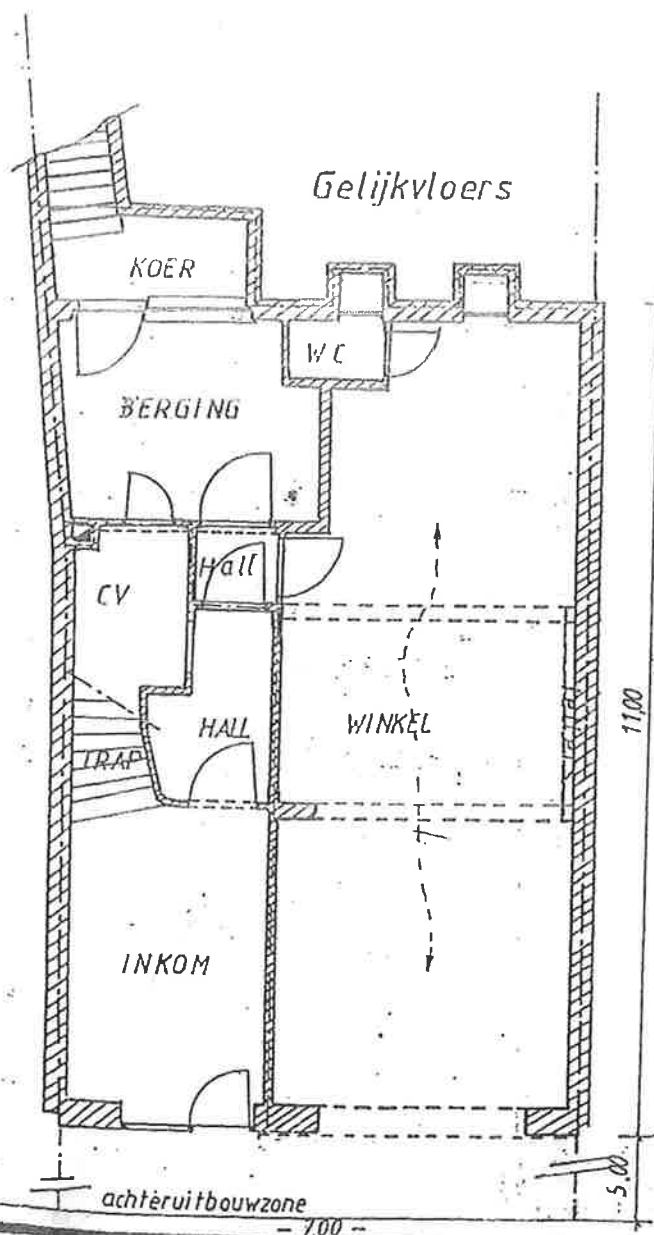 Gelijkvloers
KOER
WC
BERGING
Hall
CV
HALL
WINKEL
TRAP
11,00
INKOM
5.00
achteruitbouwzone
- 7.00 -